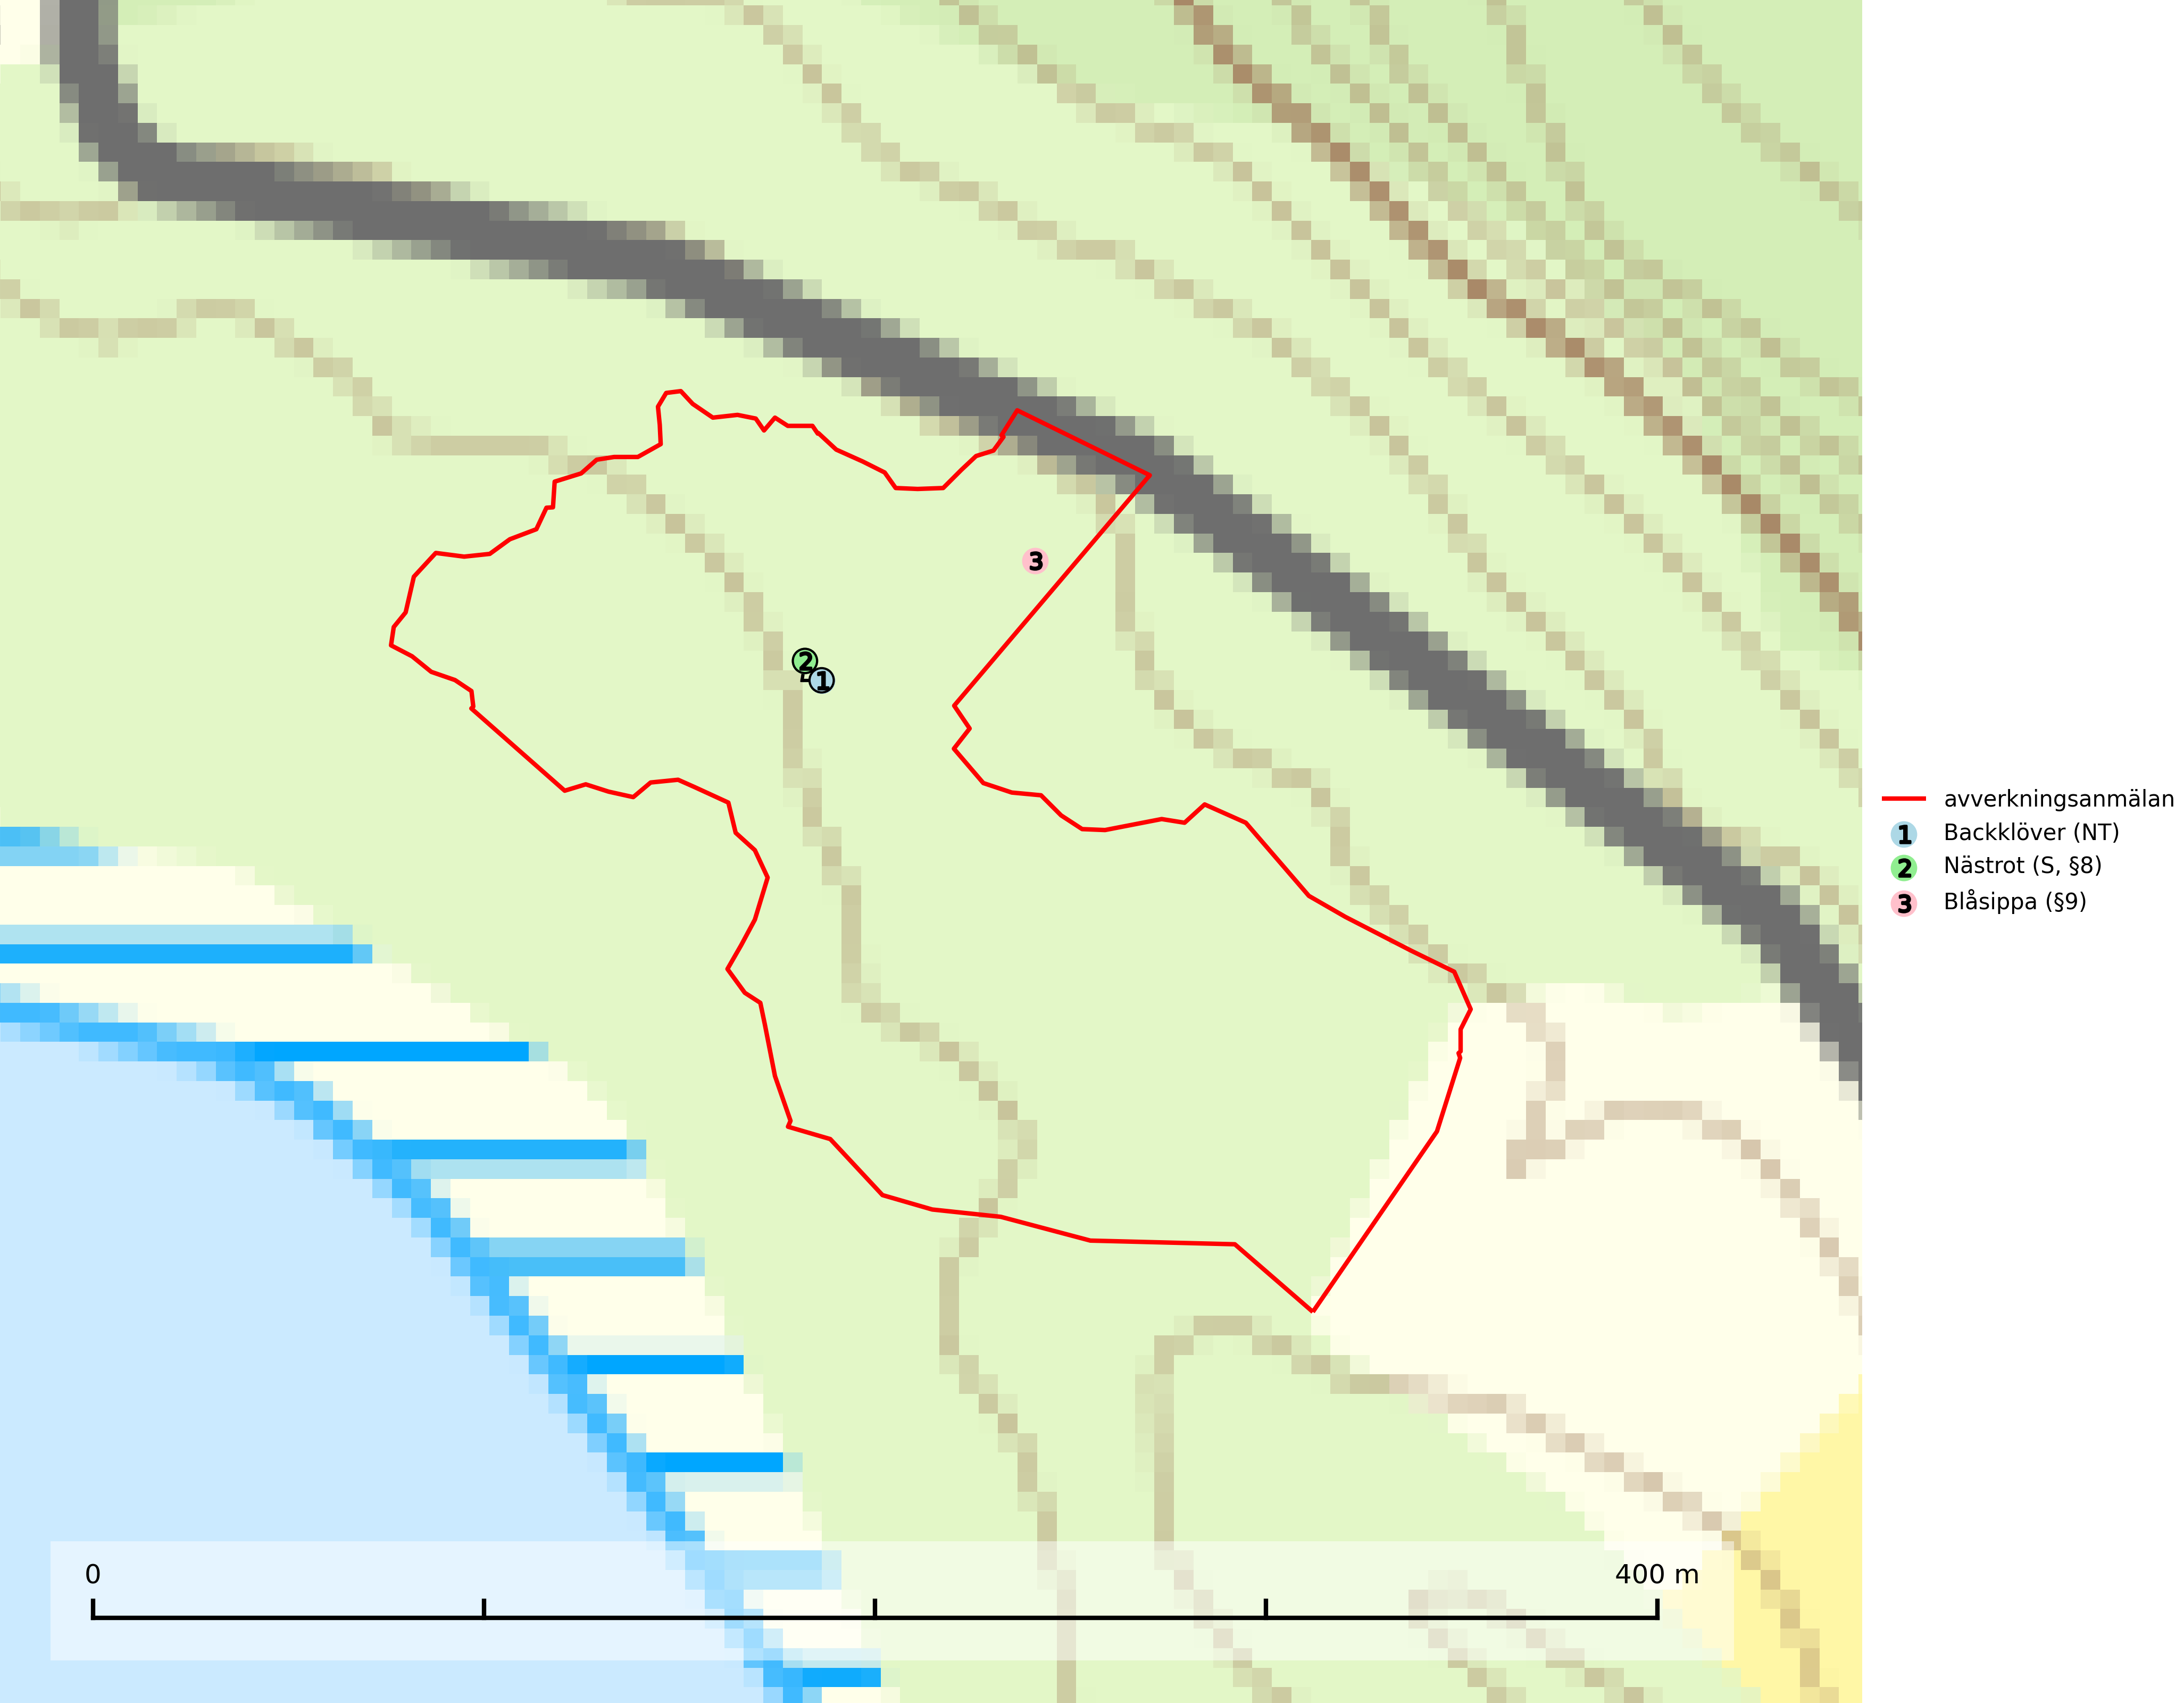 3
2
1
avverkningsanmälan
1 Backklöver (NT)
2 Nästrot (S, §8)
3 Blåsippa (§9)
0 400 m